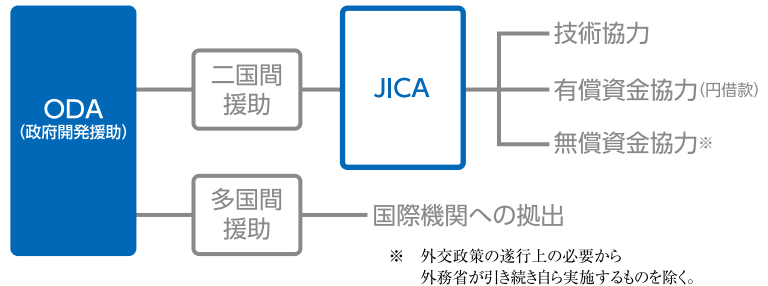 ODA
（政府開発援助）
二国間
援助
JICA
技術協力
有償資金協力（円借款）
無償資金協力※
多国間
援助
国際機関への拠出
※　外交政策の遂行上の必要から
外務省が引き続き自ら実施するものを除く。